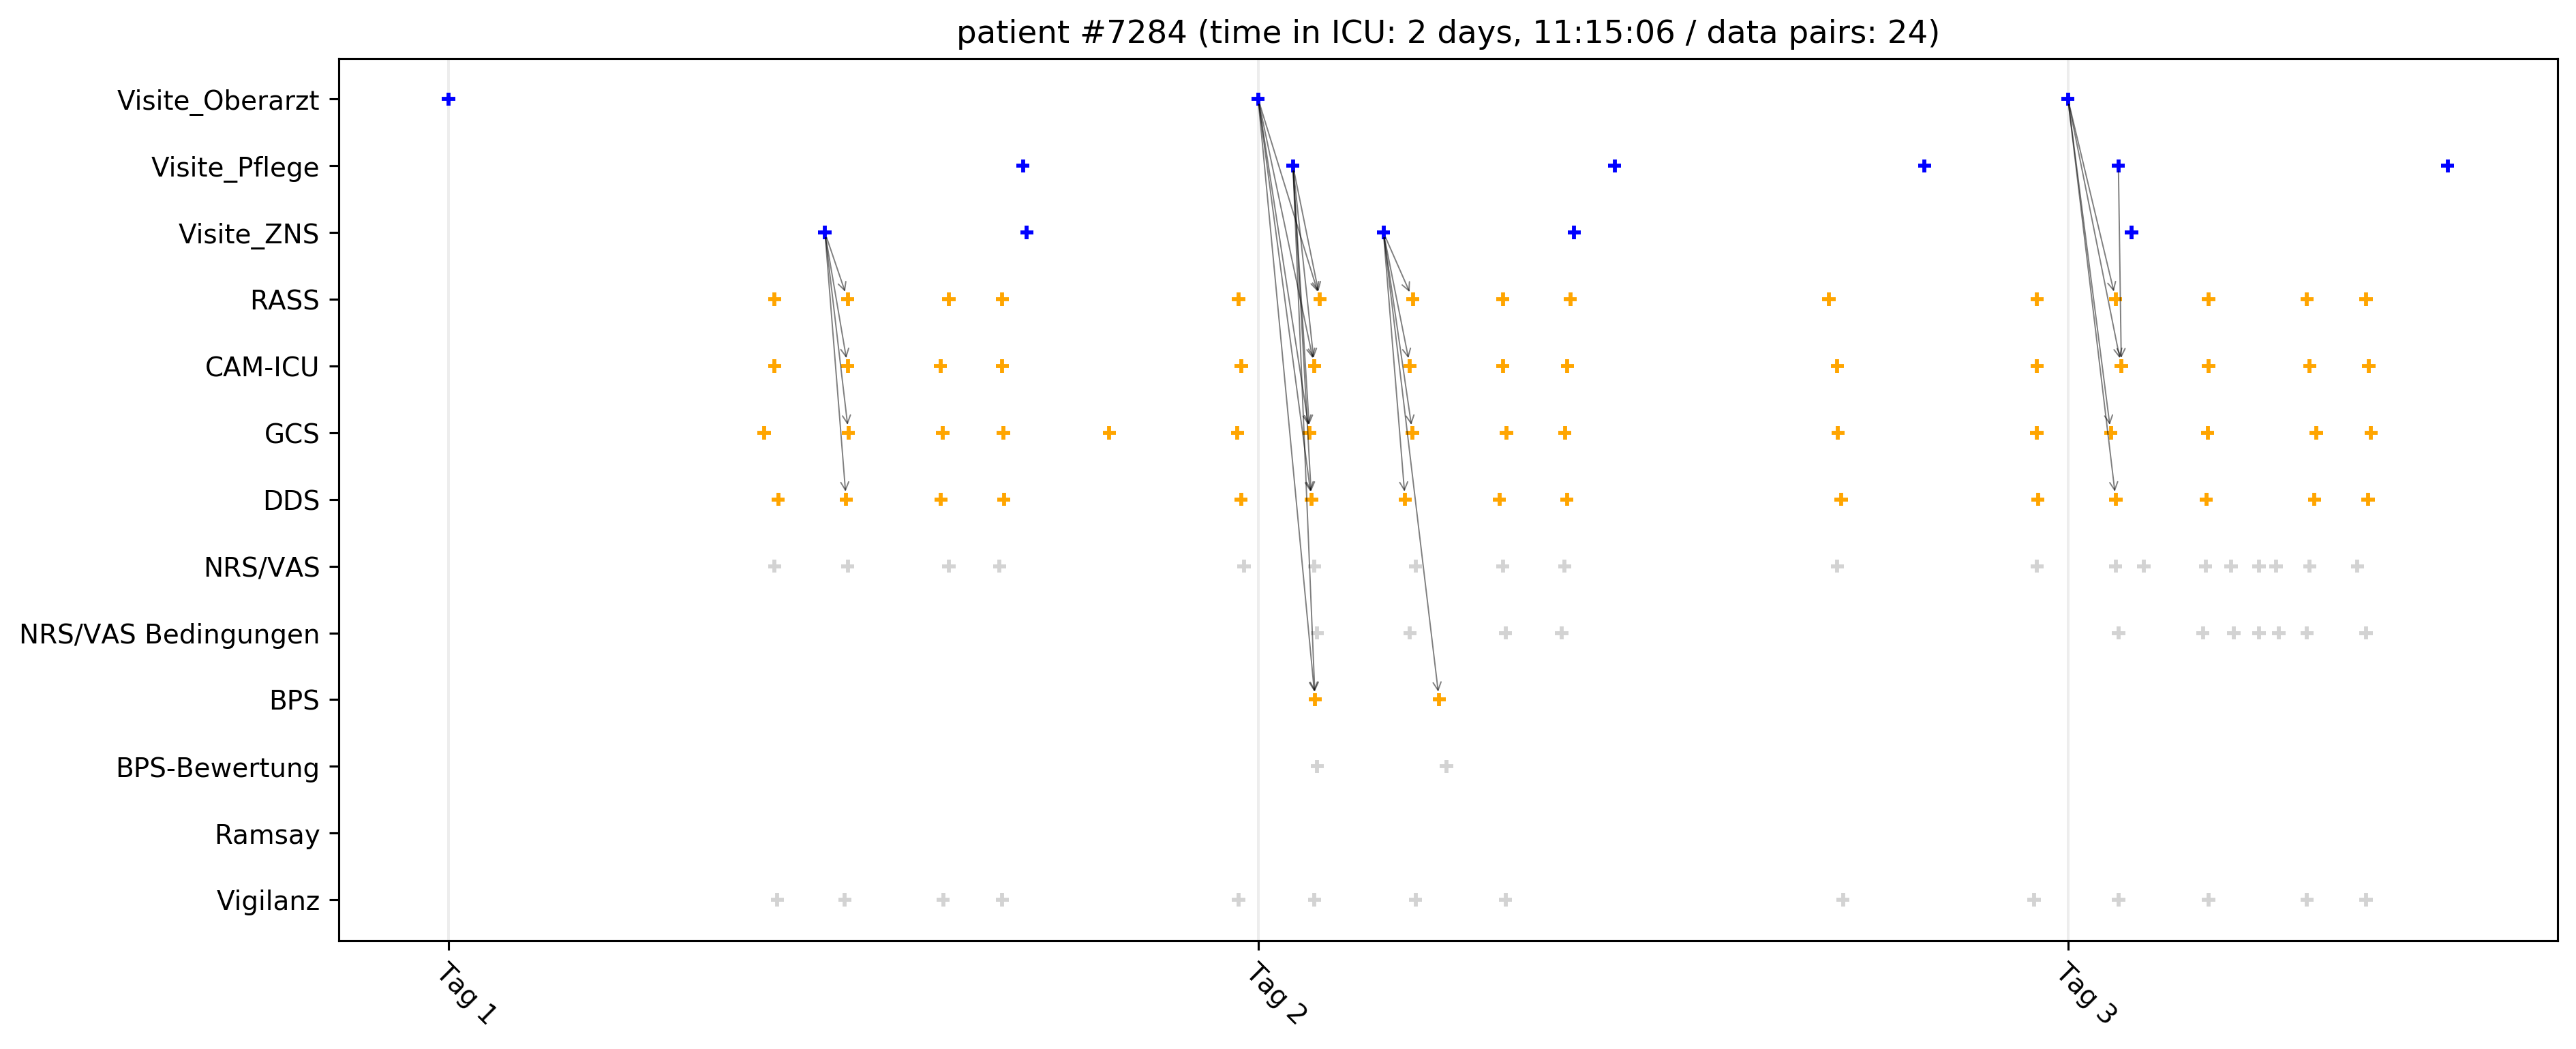 patient #7284 (time in ICU: 2 days, 11:15:06 / data pairs: 24)
Visite_Oberarzt
Visite_Pflege
Visite_ZNS
RASS
CAM-ICU
GCS
DDS
NRS/VAS
NRS/VAS Bedingungen
BPS
BPS-Bewertung
Ramsay
Vigilanz
Tag 1
Tag 2
Tag 3